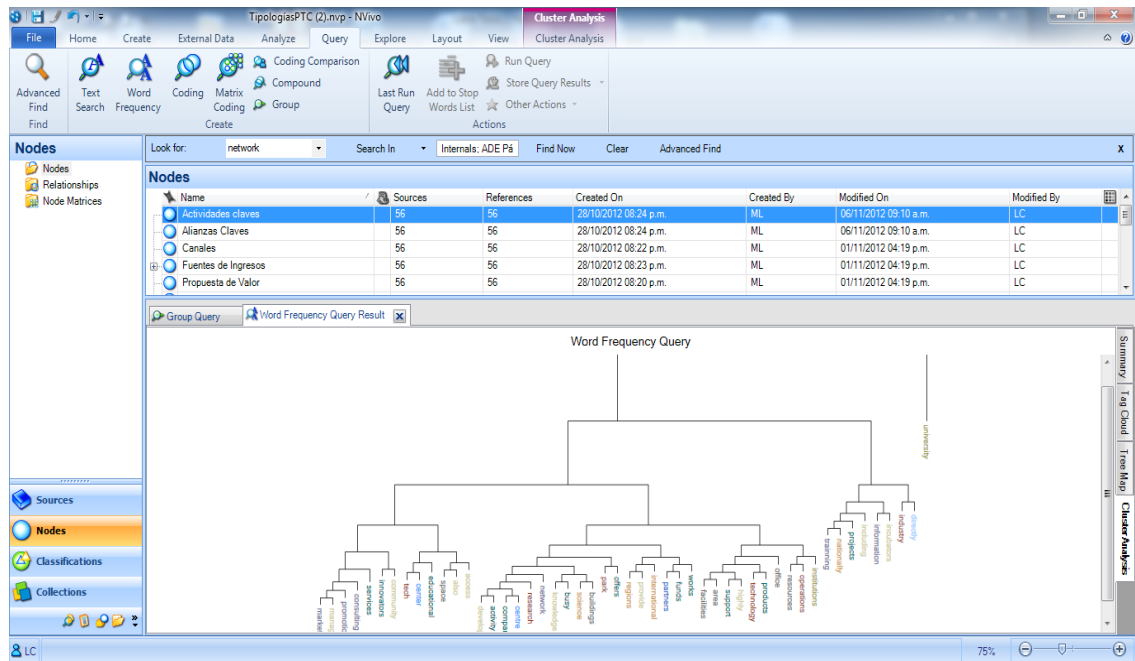 TipologiasPTC (2).nvp - NVivo
Cluster Analysis
File Home Create External Data Analyze Query Explore Layout View Cluster Analysis
Advanced Find
Text Search
Word Frequency
Coding
Matrix Coding
Coding Comparison
Compound
Group
Last Run Query
Add to Stop Words List
Run Query
Store Query Results
Other Actions
Find Create Actions
Nodes
Nodes
Relationships
Node Matrices
Look for: network Search In Internals; ADE Pá Find Now Clear Advanced Find X
Nodes
Name Sources References Created On Created By Modified On Modified By
Actividades claves 56 56 28/10/2012 08:24 p.m. ML 06/11/2012 09:10 a.m. LC
Alianzas Claves 56 56 28/10/2012 08:24 p.m. ML 06/11/2012 09:10 a.m. LC
Canales 56 56 28/10/2012 08:22 p.m. ML 01/11/2012 04:19 p.m. LC
Fuentes de Ingresos 56 56 28/10/2012 08:23 p.m. ML 01/11/2012 04:19 p.m. LC
Propuesta de Valor 56 56 28/10/2012 08:20 p.m. ML 01/11/2012 04:19 p.m. LC
Group Query Word Frequency Query Result
Word Frequency Query
market
manag
promotic
consulting
services
innovators
community
tech
center
educational
space
also
access
develop
activity
compan
centre
research
network
knowledge
busy
science
buildings
park
offers
regions
provide
international
partners
funds
works
facilities
area
support
highly
technology
products
office
resources
operations
institutions
trainning
nationally
projects
including
information
incubators
industry
directly
university
Summary
Tag Cloud
Tree Map
Cluster Analysis
Sources
Nodes
Classifications
Collections
LC
75%